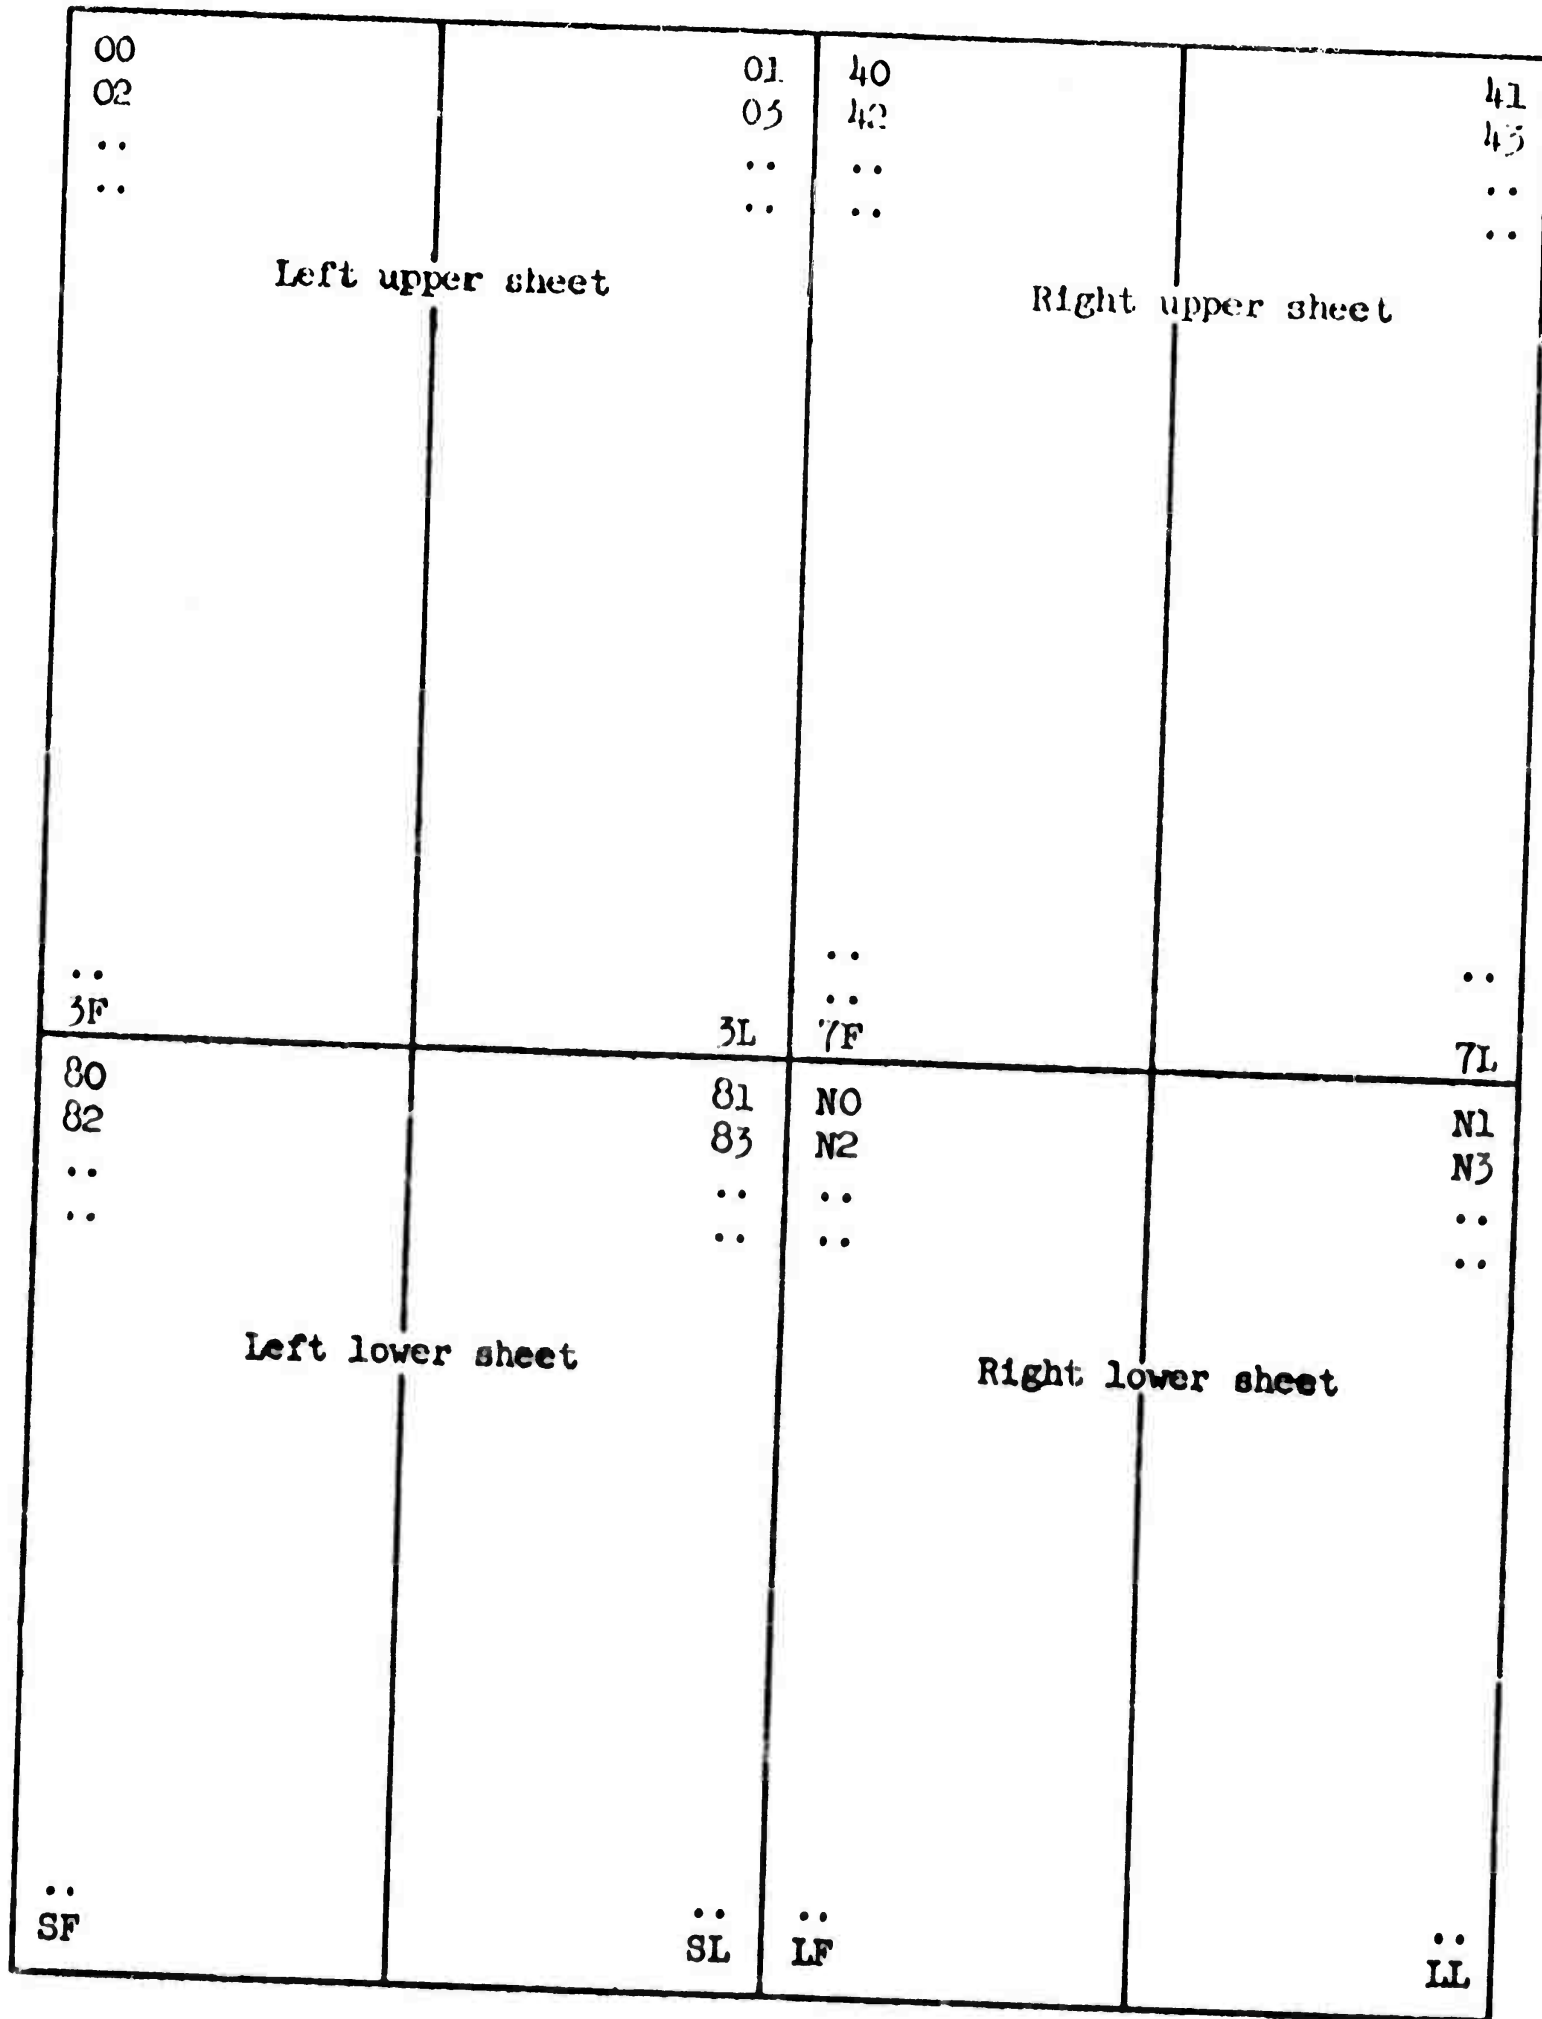 00 01 40 41
02 03 42 43
.. .. .. ..
.. .. .. ..
Left upper sheet Right upper sheet
..
.. .. ..
3F 3L 7F 7L
80 81 N0 N1
82 83 N2 N3
.. .. .. ..
.. .. .. ..
Left lower sheet Right lower sheet
.. .. .. ..
SF SL LF LL